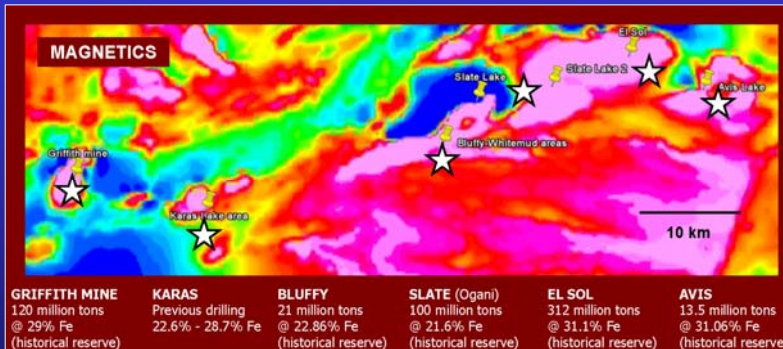 MAGNETICS
El Sol
Slate Lake
Slate Lake 2
Avis Lake
Griffith mine
Bluffy-Whitemud areas
Karas Lake area
10 km
GRIFFITH MINE
120 million tons
@ 29% Fe
(historical reserve)
KARAS
Previous drilling
22.6% - 28.7% Fe
BLUFFY
21 million tons
@ 22.86% Fe
(historical reserve)
SLATE (Ogani)
100 million tons
@ 21.6% Fe
(historical reserve)
EL SOL
312 million tons
@ 31.1% Fe
(historical reserve)
AVIS
13.5 million tons
@ 31.06% Fe
(historical reserve)